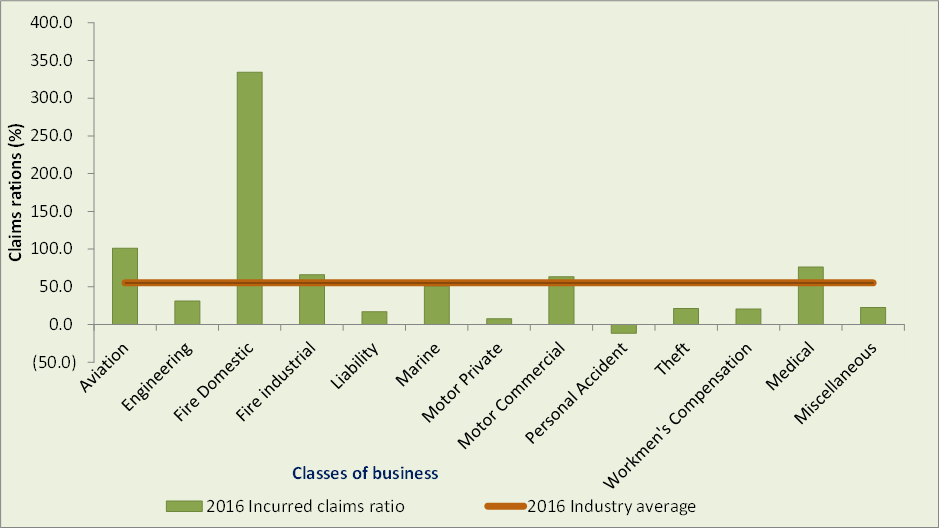 400.0
350.0
300.0
250.0
200.0
150.0
100.0
50.0
0.0
(50.0)
Claims rations (%)
Aviation
Engineering
Fire Domestic
Fire industrial
Liability
Marine
Motor Private
Motor Commercial
Personal Accident
Theft
Workmen's Compensation
Medical
Miscellaneous
Classes of business
2016 Incurred claims ratio
2016 Industry average